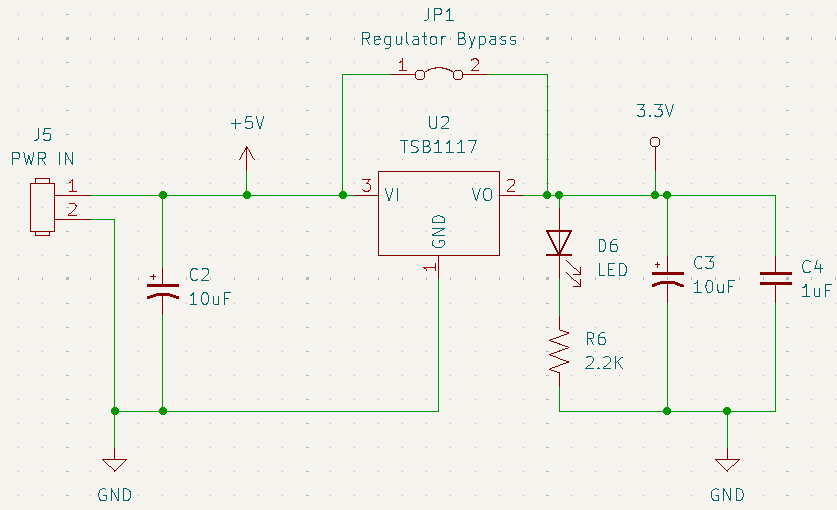 JP1
Regulator Bypass
1 2
J5
PWR IN
1
2
+5V
U2
TSB1117
3 VI
VO 2
GND
1
3.3V
C2
10uF
D6
LED
R6
2.2K
C3
10uF
C4
1uF
GND
GND